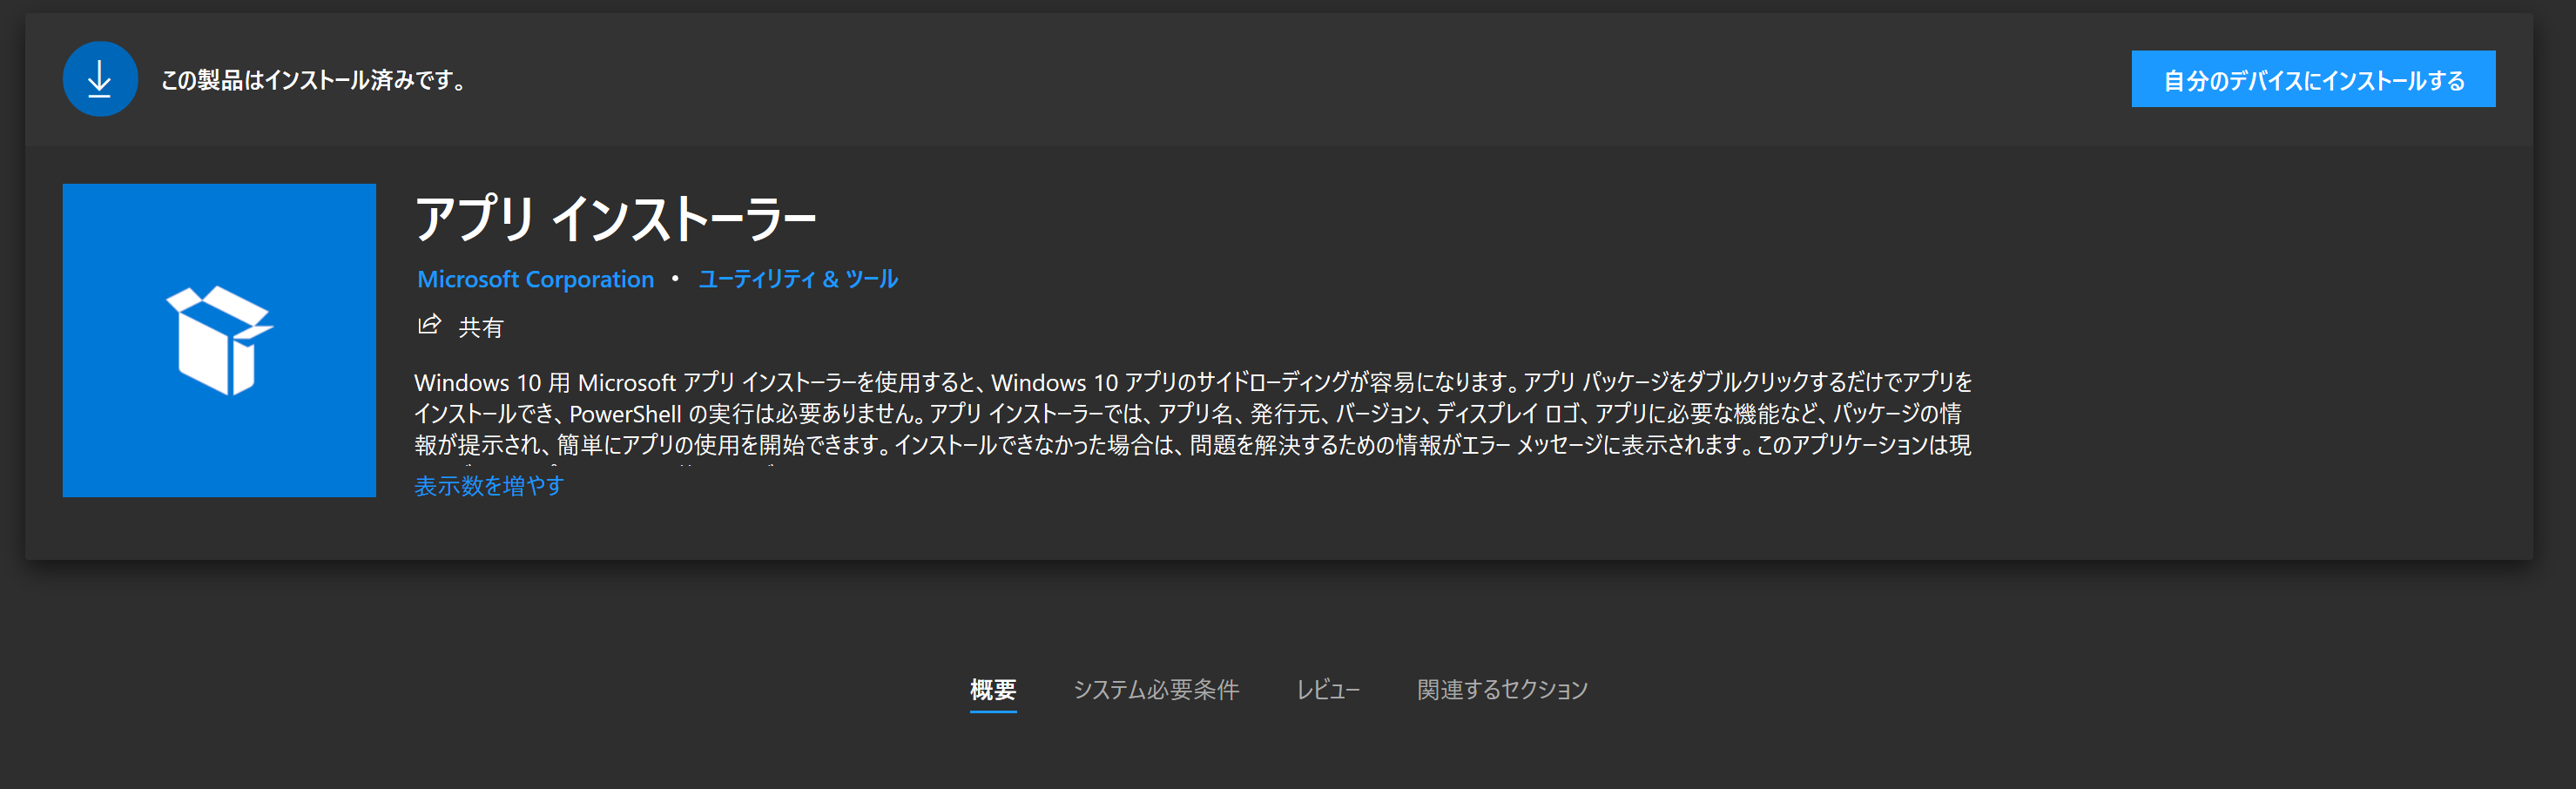 この製品はインストール済みです。
自分のデバイスにインストールする
アプリ インストーラー
Microsoft Corporation • ユーティリティ & ツール
共有
Windows 10 用 Microsoft アプリ インストーラーを使用すると、Windows 10 アプリのサイドローディングが容易になります。アプリ パッケージをダブルクリックするだけでアプリを
インストールでき、PowerShell の実行は必要ありません。アプリ インストーラーでは、アプリ名、発行元、バージョン、ディスプレイ ロゴ、アプリに必要な機能など、パッケージの情
報が提示され、簡単にアプリの使用を開始できます。インストールできなかった場合は、問題を解決するための情報がエラー メッセージに表示されます。このアプリケーションは現
表示数を増やす
概要 システム必要条件 レビュー 関連するセクション